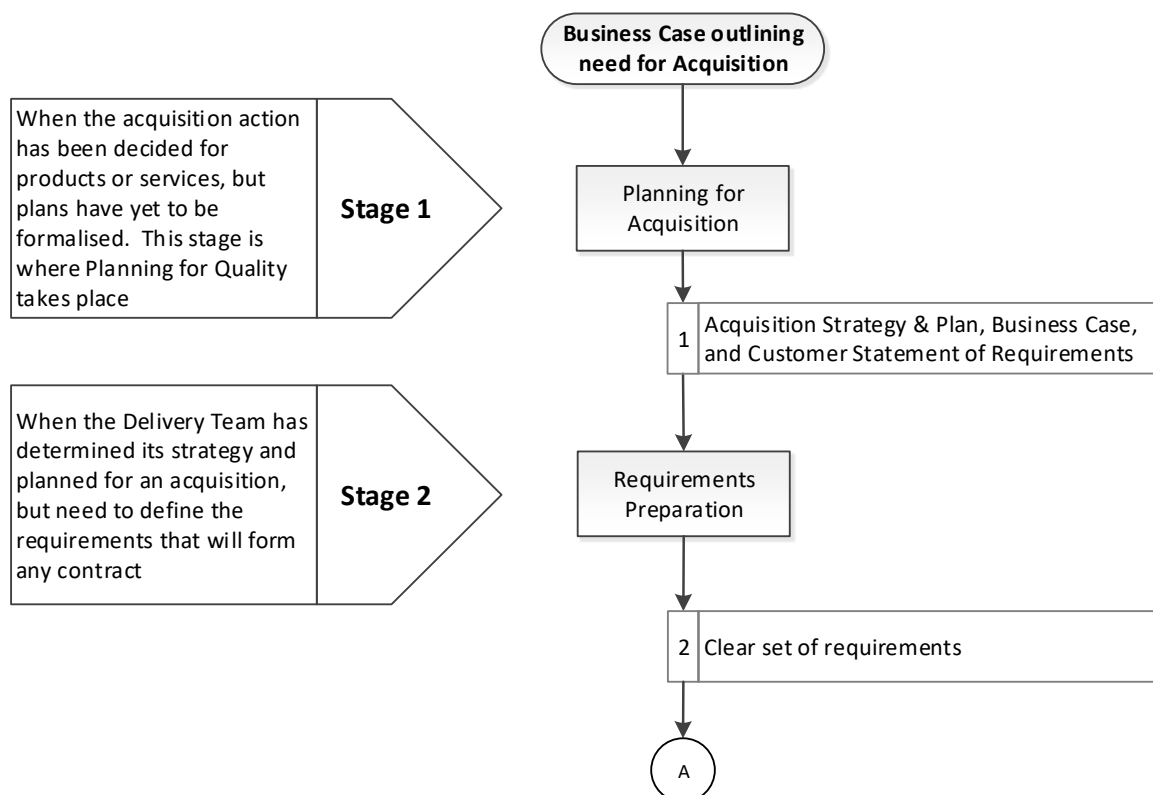 Business Case outlining
need for Acquisition
When the acquisition action
has been decided for
products or services, but
plans have yet to be
formalised.  This stage is
where Planning for Quality
takes place
Stage 1
Planning for
Acquisition
1
Acquisition Strategy & Plan, Business Case,
and Customer Statement of Requirements
When the Delivery Team has
determined its strategy and
planned for an acquisition,
but need to define the
requirements that will form
any contract
Stage 2
Requirements
Preparation
2
Clear set of requirements
A